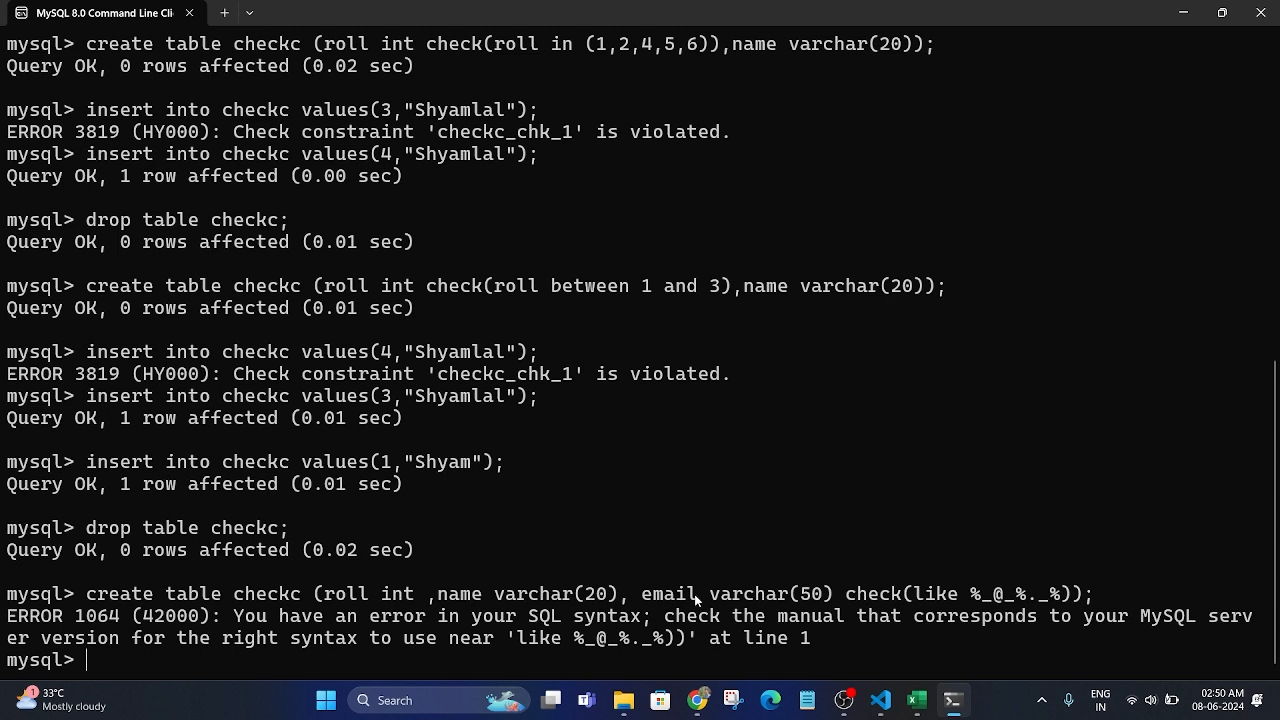 MySQL 8.0 Command Line Cli
mysql> create table checkc (roll int check(roll in (1,2,4,5,6)),name varchar(20));
Query OK, 0 rows affected (0.02 sec)
mysql> insert into checkc values(3,"Shyamlal");
ERROR 3819 (HY000): Check constraint 'checkc_chk_1' is violated.
mysql> insert into checkc values(4,"Shyamlal");
Query OK, 1 row affected (0.00 sec)
mysql> drop table checkc;
Query OK, 0 rows affected (0.01 sec)
mysql> create table checkc (roll int check(roll between 1 and 3),name varchar(20));
Query OK, 0 rows affected (0.01 sec)
mysql> insert into checkc values(4,"Shyamlal");
ERROR 3819 (HY000): Check constraint 'checkc_chk_1' is violated.
mysql> insert into checkc values(3,"Shyamlal");
Query OK, 1 row affected (0.01 sec)
mysql> insert into checkc values(1,"Shyam");
Query OK, 1 row affected (0.01 sec)
mysql> drop table checkc;
Query OK, 0 rows affected (0.02 sec)
mysql> create table checkc (roll int ,name varchar(20), email varchar(50) check(like %_@_%._%));
ERROR 1064 (42000): You have an error in your SQL syntax; check the manual that corresponds to your MySQL serv
er version for the right syntax to use near 'like %_@_%._%))' at line 1
mysql>
1
33°C
Mostly cloudy
Search
ENG
IN
02:50 AM
08-06-2024